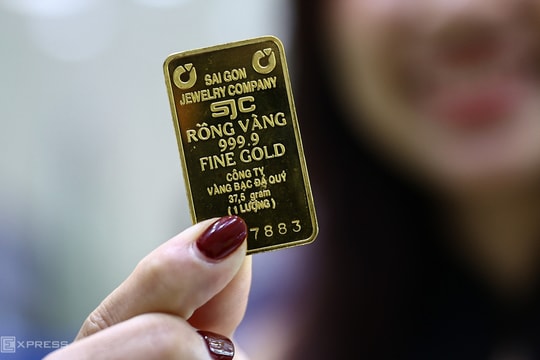 SAI GON
JEWELRY COMPANY
SJC
RỒNG VÀNG
999.9
FINE GOLD
CÔNG TY
VÀNG BẠC ĐÁ QUÝ
37,5 gram
( 1 LƯỢNG )
7883
EXPRESS